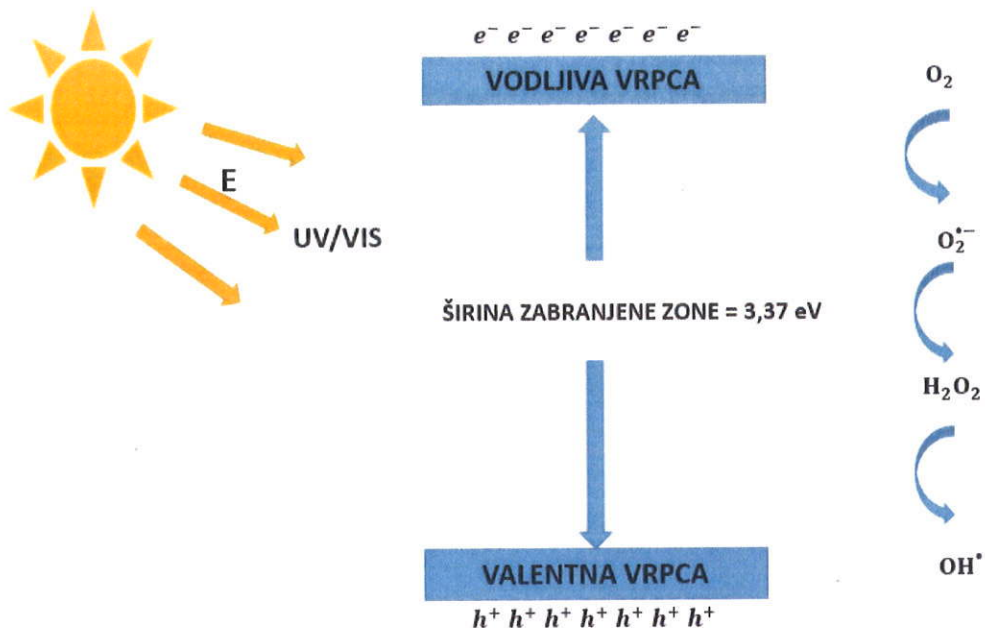 e⁻ e⁻ e⁻ e⁻ e⁻ e⁻ e⁻
VODLJIVA VRPCA
E
UV/VIS
ŠIRINA ZABRANJENE ZONE = 3,37 eV
VALENTNA VRPCA
h⁺ h⁺ h⁺ h⁺ h⁺ h⁺ h⁺
O₂
O₂•⁻
H₂O₂
OH•